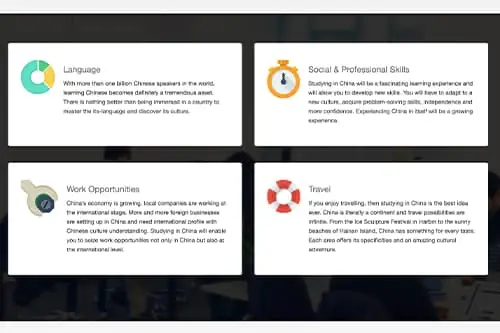 Language
With more than one billion Chinese speakers in the world,
learning Chinese becomes definitely a tremendous asset.
There is nothing better than being immersed in a country to
master the its-language and discover its culture.
Social & Professional Skills
Studying in China will be a fascinating learning experience and
will allow you to develop new skills. You will have to adapt to a
new culture, acquire problem-solving skills, independence and
more confidence. Experiencing China in itself will be a growing
experience.
Work Opportunities
China's economy is growing, local companies are working at
the international stage. More and more foreign businesses
are setting up in China and need international profile with
Chinese culture understanding. Studying in China will enable
you to seize work opportunities not only in China but also at
the international level.
Travel
If you enjoy travelling, then studying in China is the best idea
ever. China is literally a continent and travel possibilities are
infinite. From the Ice Sculpture Festival in Harbin to the sunny
beaches of Hainan Island, China has something for every taste.
Each area offers its specificities and an amazing cultural
adventure.